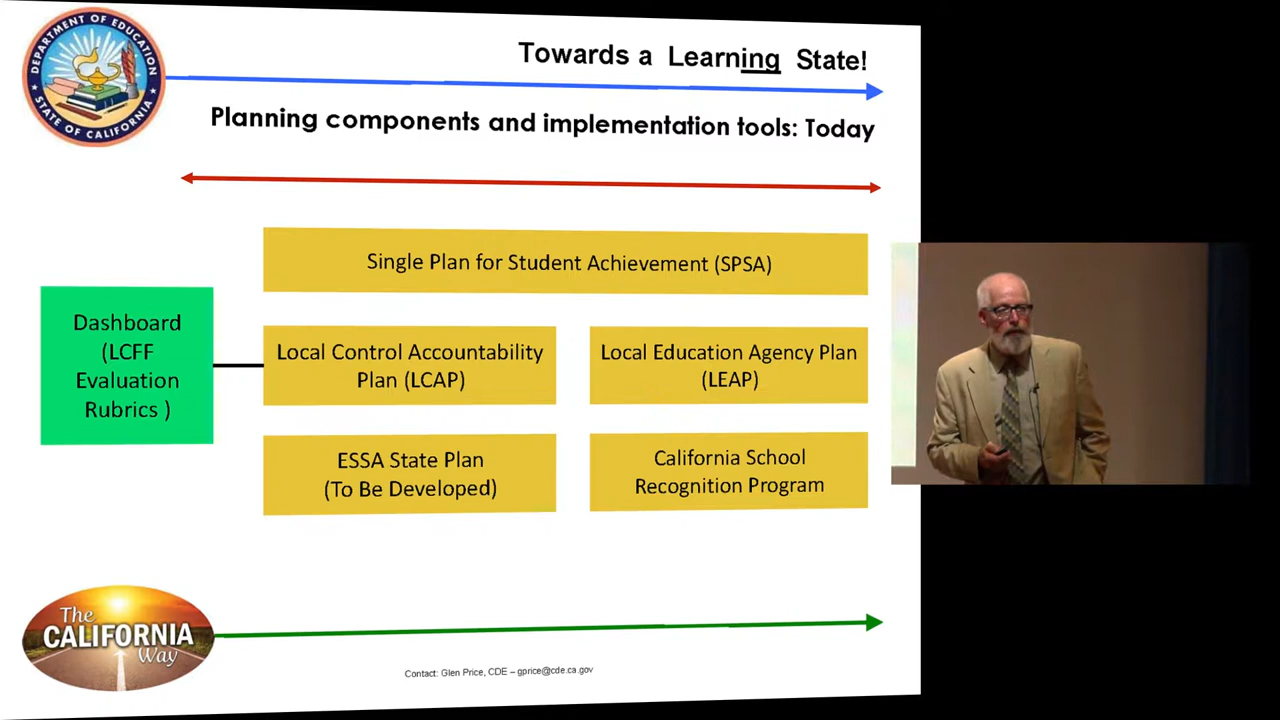 DEPARTMENT OF EDUCATION
STATE OF CALIFORNIA
Towards a Learning State!
Planning components and implementation tools: Today
Single Plan for Student Achievement (SPSA)
Dashboard
(LCFF
Evaluation
Rubrics )
Local Control Accountability
Plan (LCAP)
Local Education Agency Plan
(LEAP)
ESSA State Plan
(To Be Developed)
California School
Recognition Program
The
CALIFORNIA
Way
Contact: Glen Price, CDE – gprice@cde.ca.gov